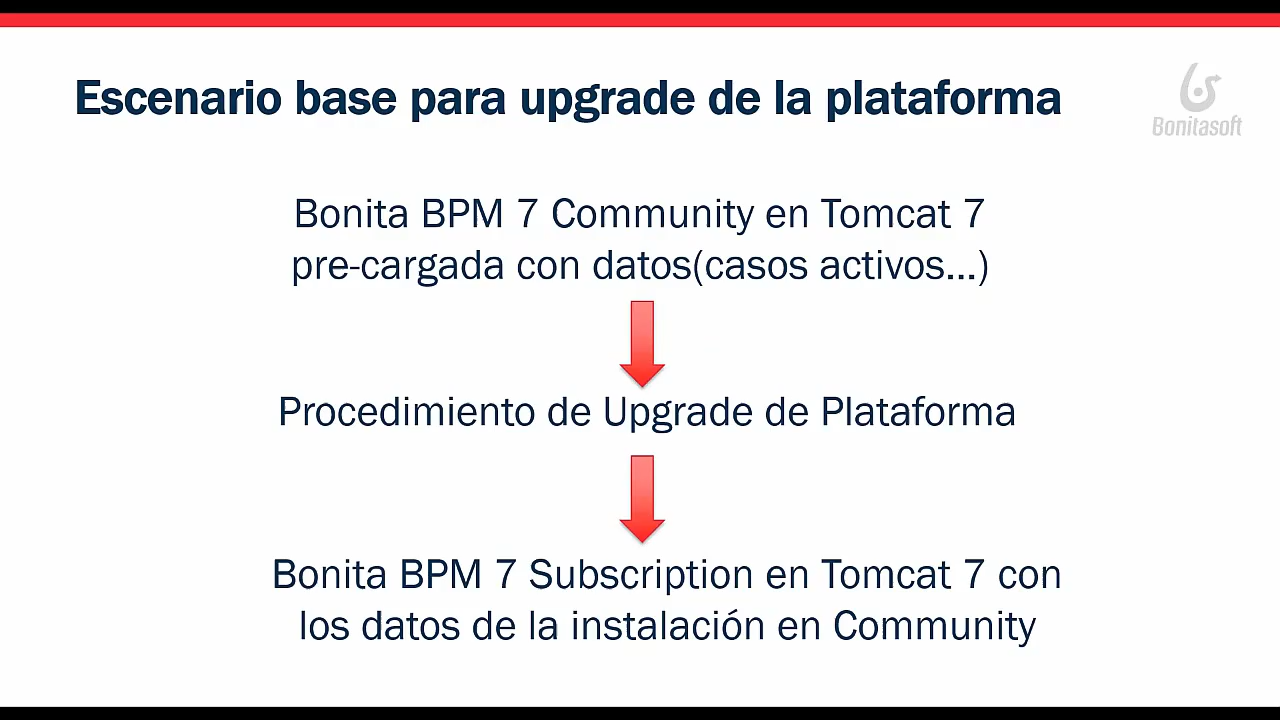 Escenario base para upgrade de la plataforma
Bonitasoft
Bonita BPM 7 Community en Tomcat 7
pre-cargada con datos(casos activos...)
Procedimiento de Upgrade de Plataforma
Bonita BPM 7 Subscription en Tomcat 7 con
los datos de la instalación en Community